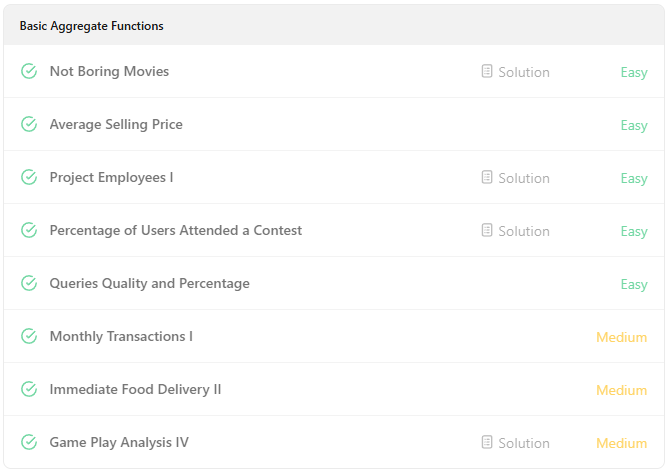 Basic Aggregate Functions
Not Boring Movies Solution Easy
Average Selling Price Easy
Project Employees I Solution Easy
Percentage of Users Attended a Contest Solution Easy
Queries Quality and Percentage Easy
Monthly Transactions I Medium
Immediate Food Delivery II Medium
Game Play Analysis IV Solution Medium